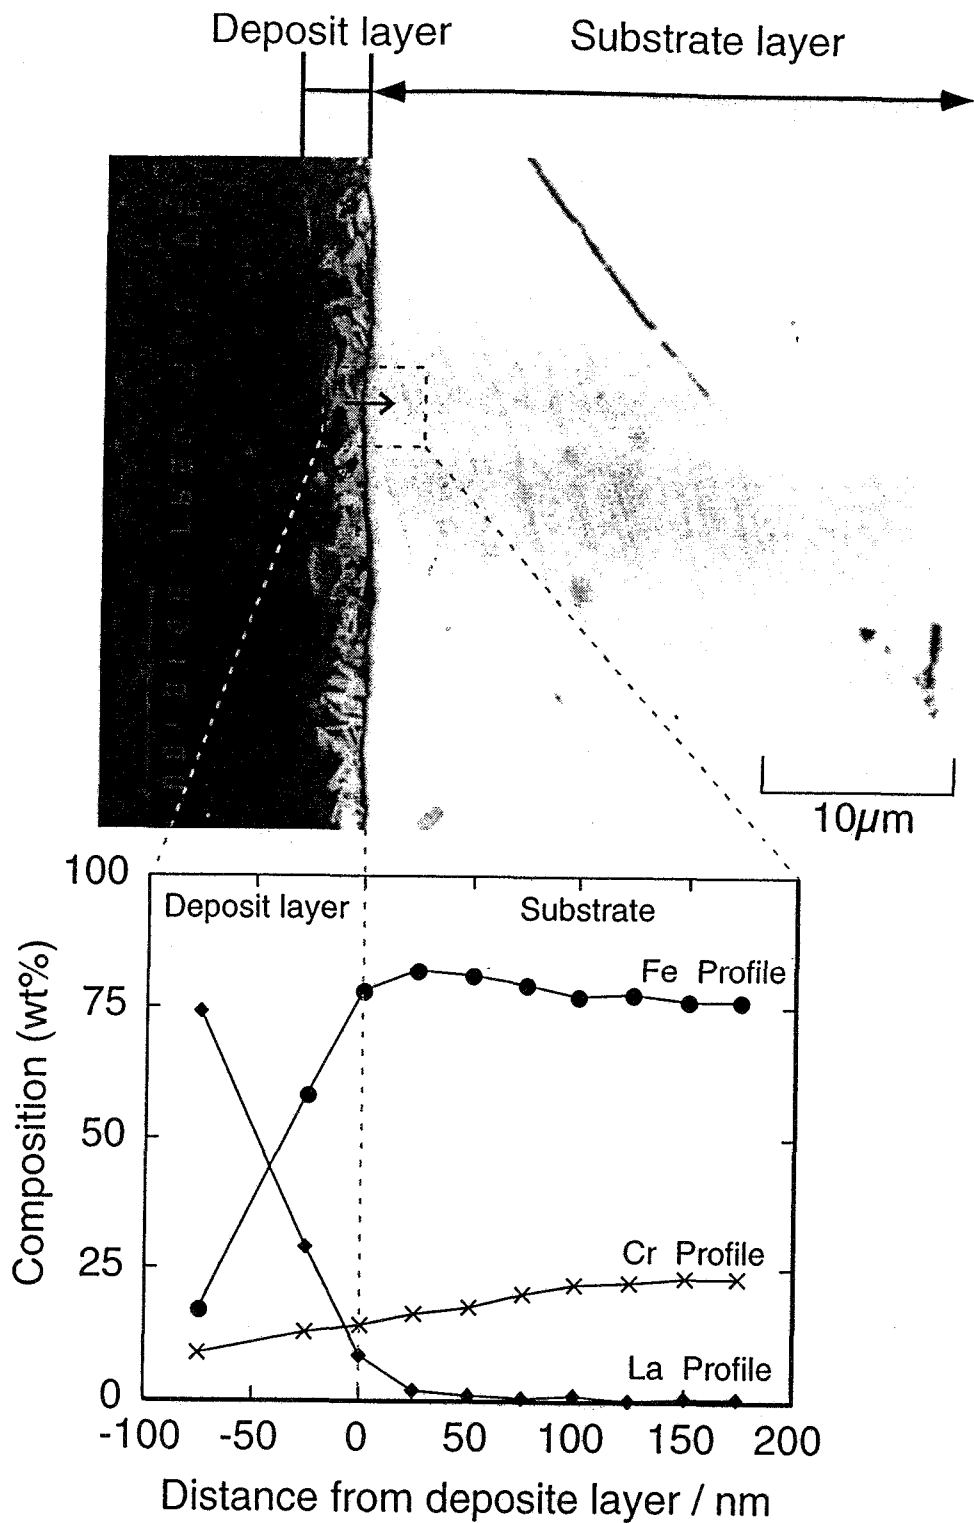 Deposit layer
Substrate layer
10μm
100
75
50
25
0
Composition (wt%)
Deposit layer
Substrate
Fe Profile
Cr Profile
La Profile
-100 -50 0 50 100 150 200
Distance from deposite layer / nm